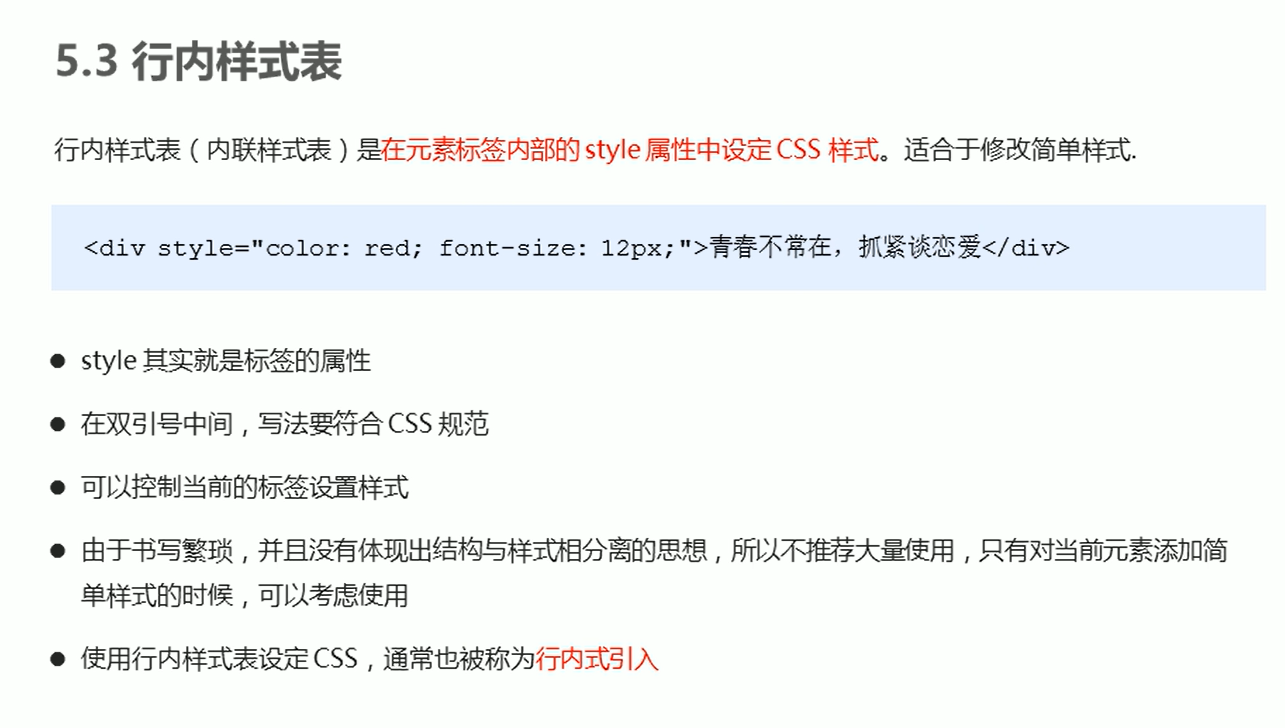 5.3 行内样式表
行内样式表（内联样式表）是在元素标签内部的 style 属性中设定 CSS 样式。适合于修改简单样式.
<div style="color: red; font-size: 12px;">青春不常在，抓紧谈恋爱</div>
● style 其实就是标签的属性
● 在双引号中间，写法要符合 CSS 规范
● 可以控制当前的标签设置样式
● 由于书写繁琐，并且没有体现出结构与样式相分离的思想，所以不推荐大量使用，只有对当前元素添加简
单样式的时候，可以考虑使用
● 使用行内样式表设定 CSS，通常也被称为行内式引入